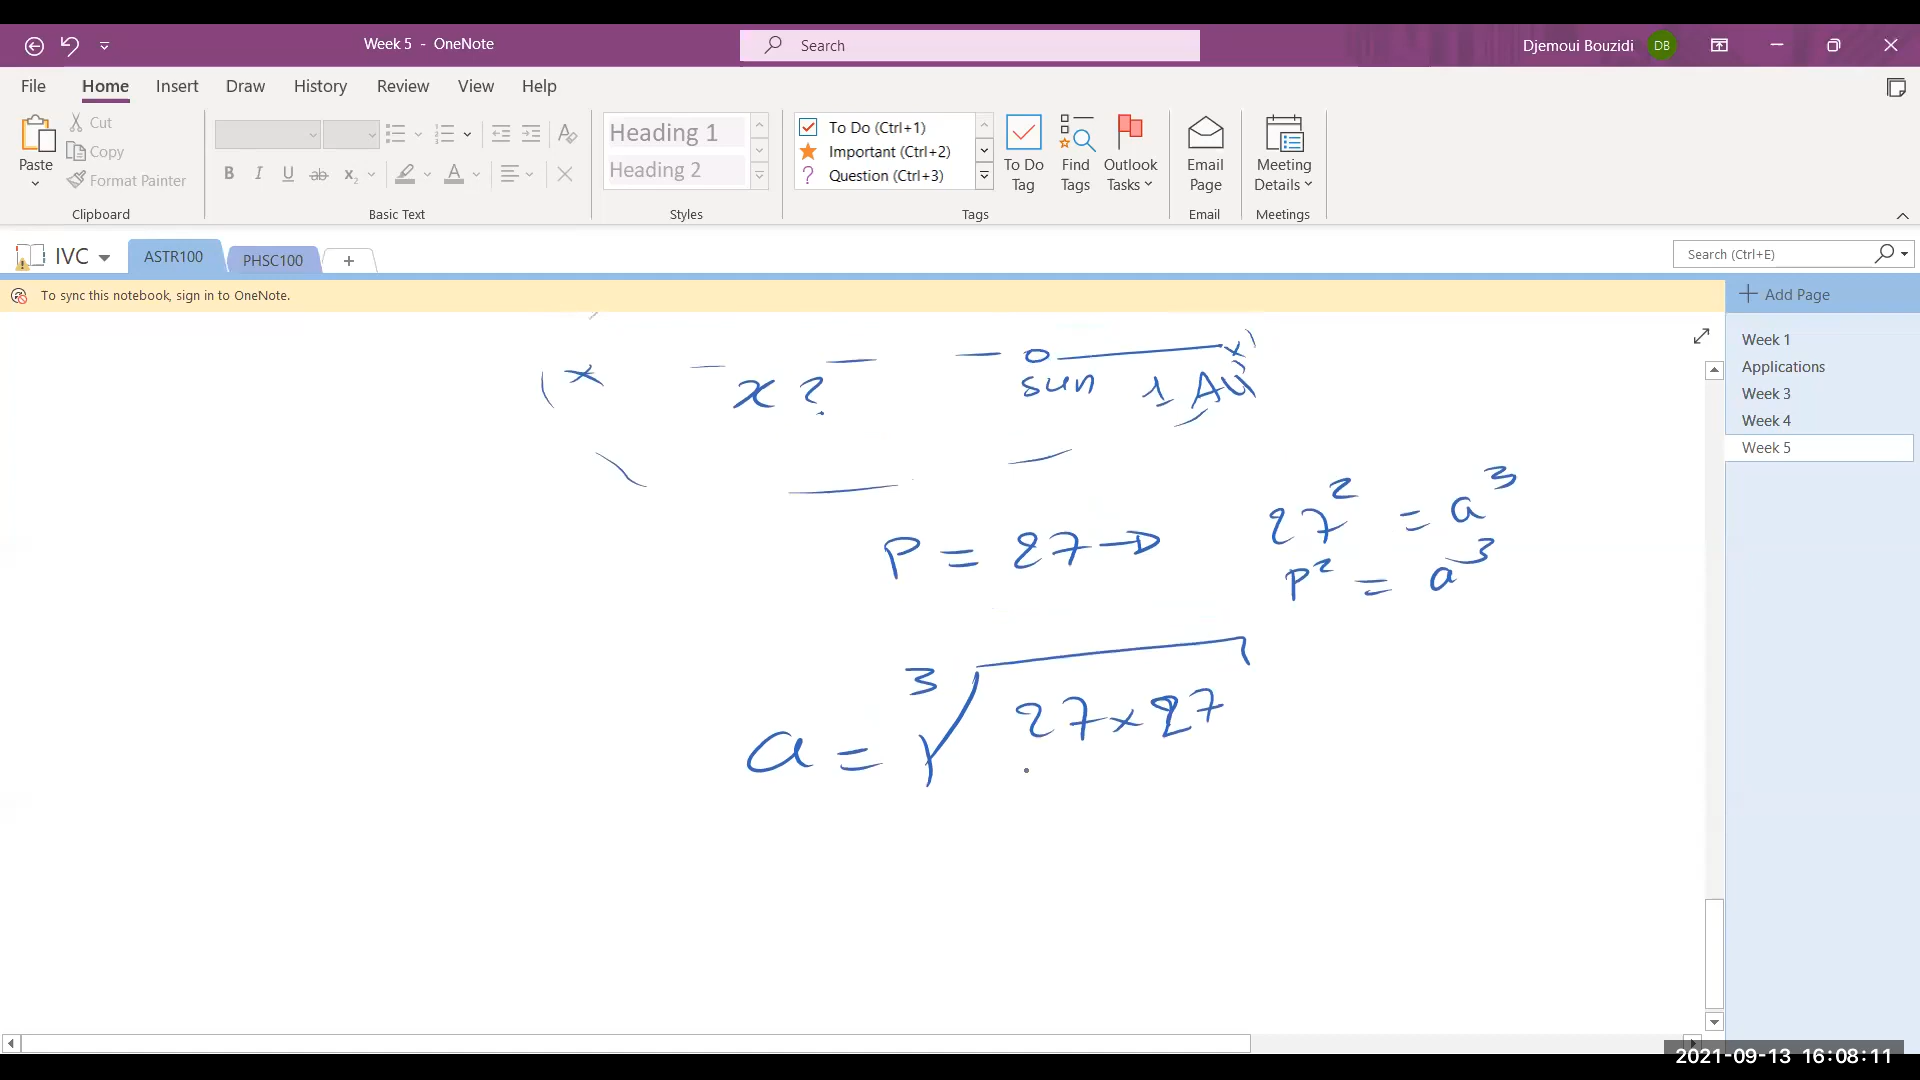 Week 5 - OneNote
Search
Djemoui Bouzidi
DB
File
Home
Insert
Draw
History
Review
View
Help
Paste
Cut
Copy
Format Painter
Clipboard
B I U ab x₂ A
Basic Text
Heading 1
Heading 2
Styles
To Do (Ctrl+1)
Important (Ctrl+2)
Question (Ctrl+3)
To Do Tag
Find Tags
Outlook Tasks
Tags
Email Page
Email
Meeting Details
Meetings
IVC
ASTR100
PHSC100
+
Search (Ctrl+E)
To sync this notebook, sign in to OneNote.
Add Page
Week 1
Applications
Week 3
Week 4
Week 5
x ?
sun 1 AU
P = 27 →
27² = a³
P² = a³
a = ³√27×27
2021-09-13 16:08:11